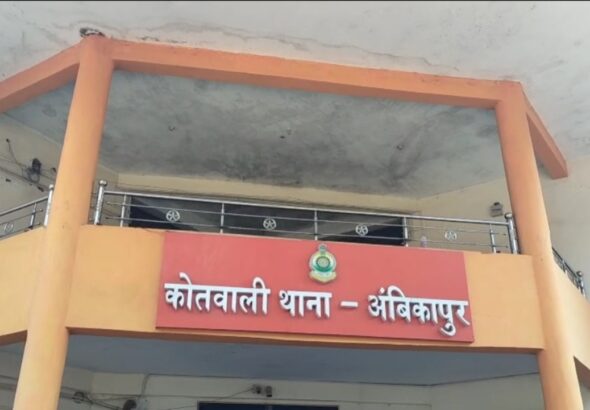 कोतवाली थाना – अंबिकापुर